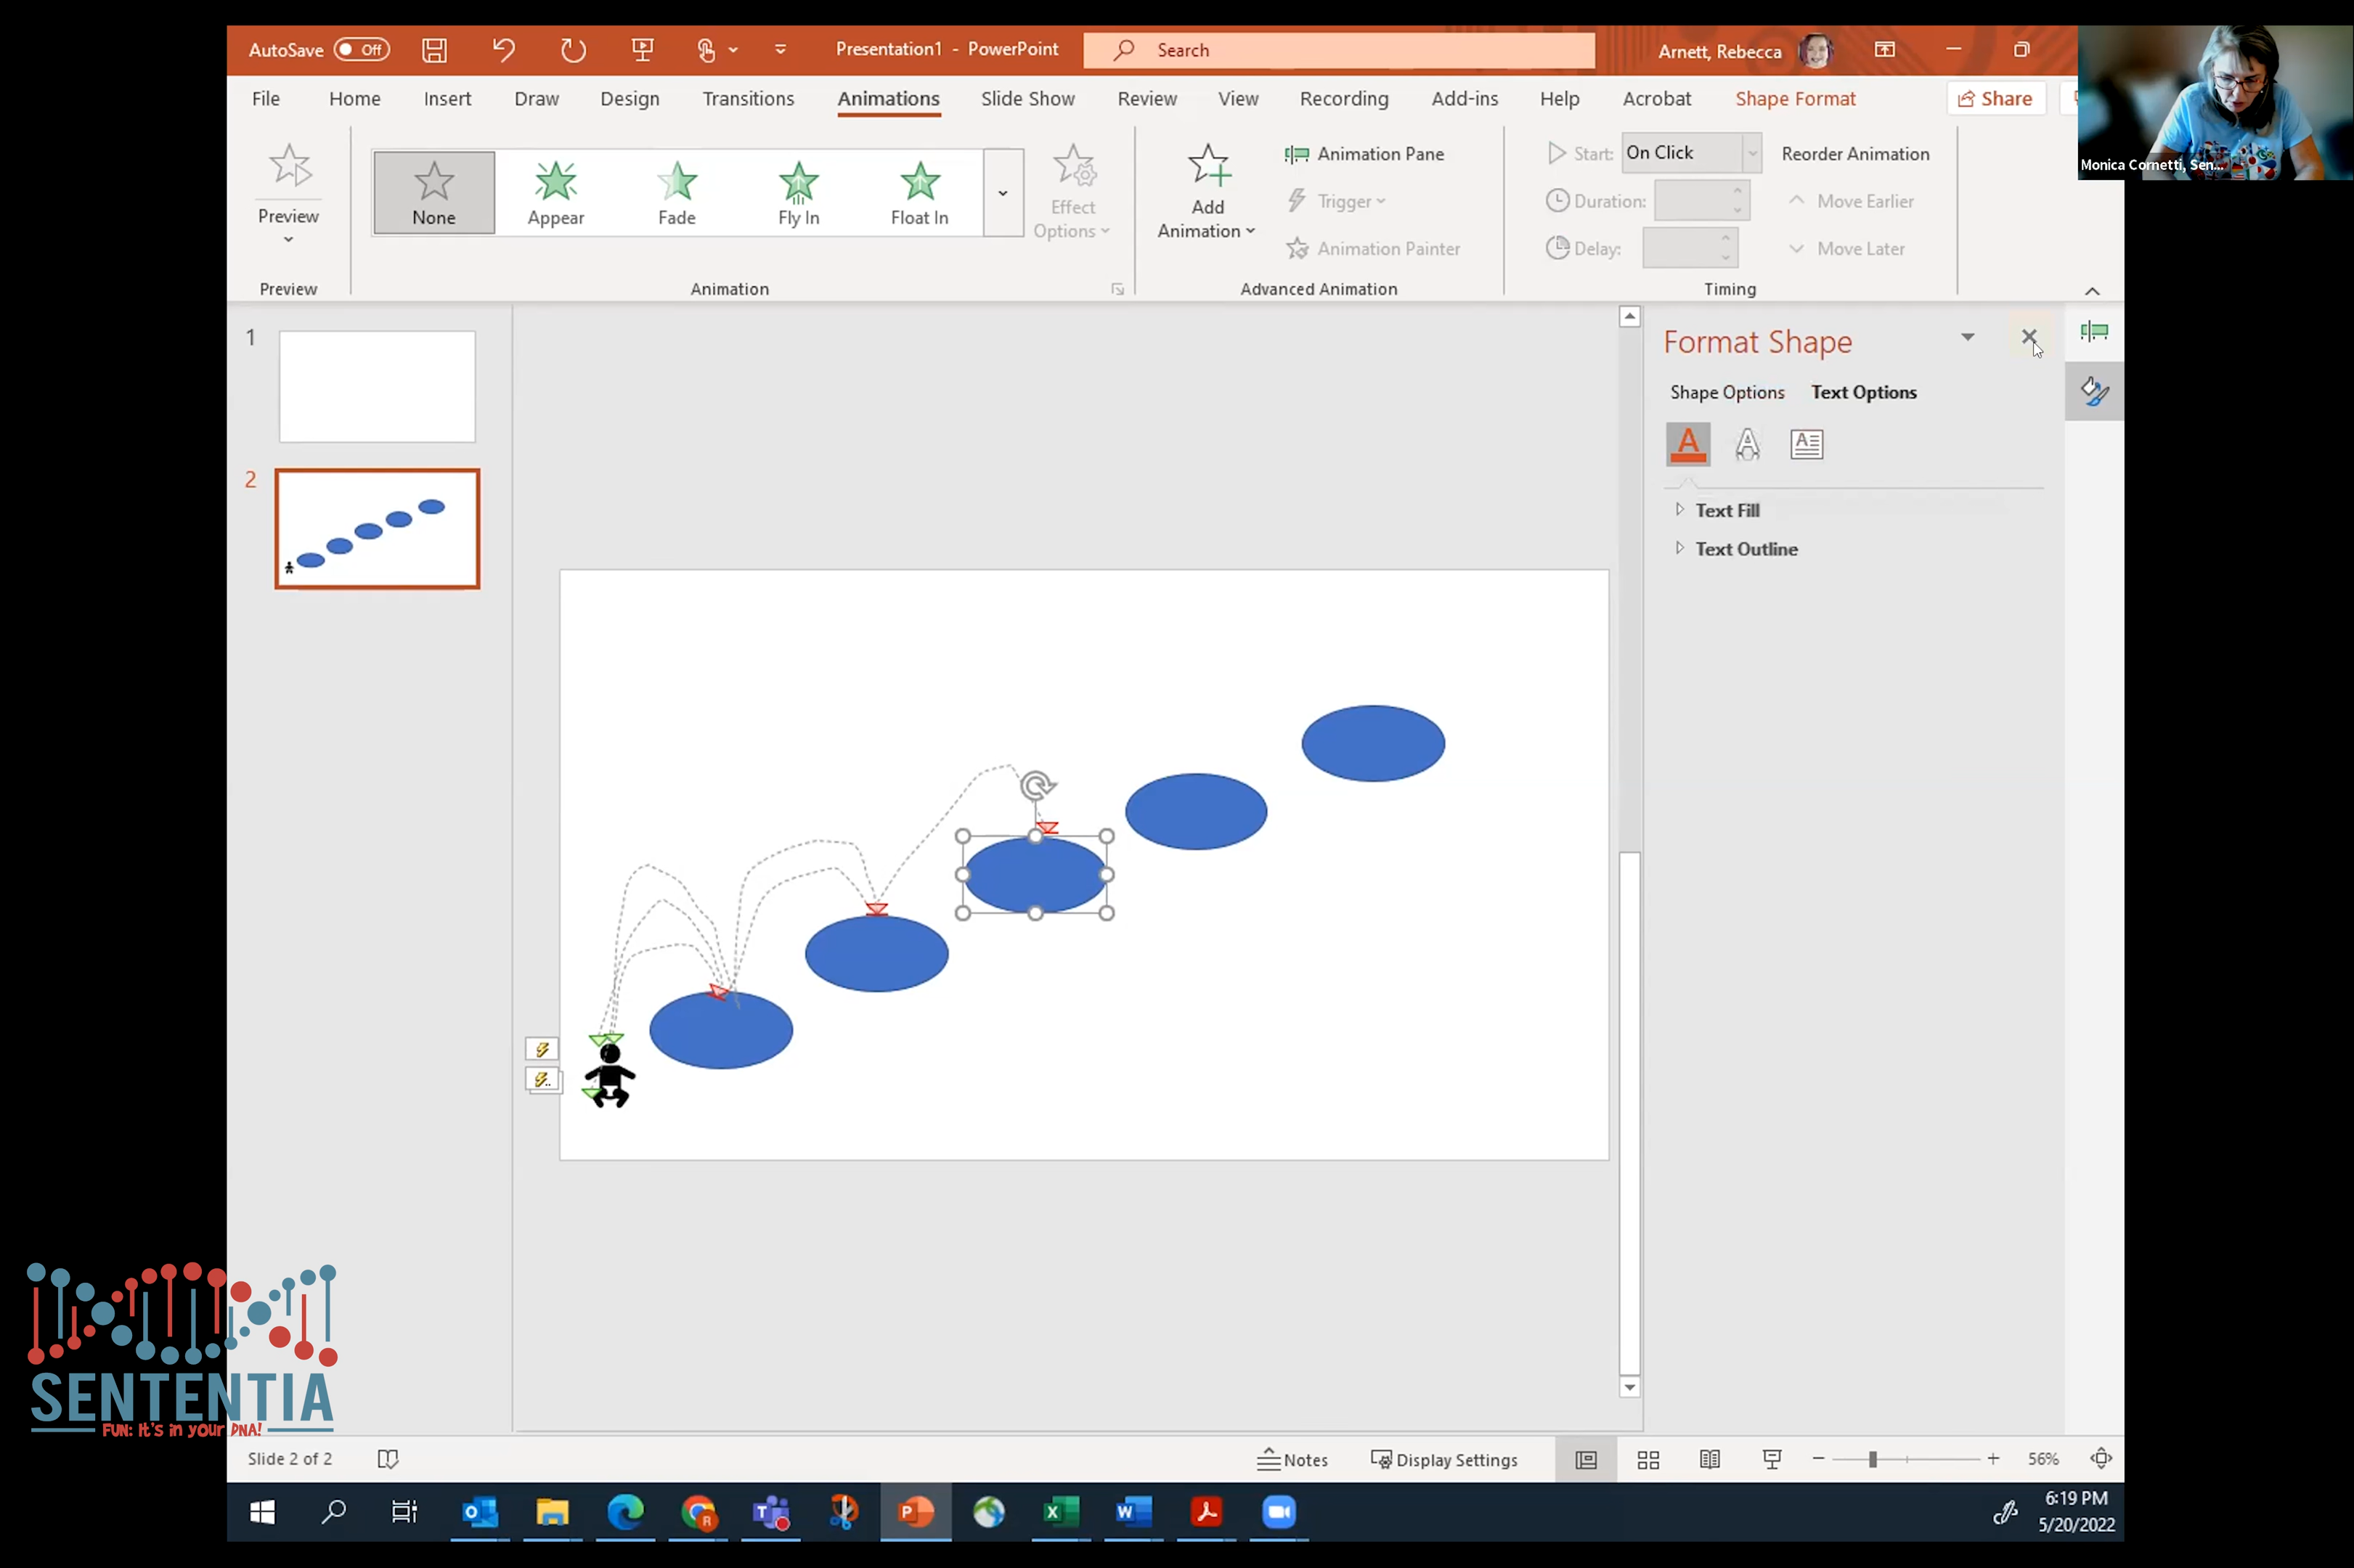 AutoSave Off Presentation1 - PowerPoint Search Arnett, Rebecca
File Home Insert Draw Design Transitions Animations Slide Show Review View Recording Add-ins Help Acrobat Shape Format Share
Monica Cornetti, Sen...
Preview None Appear Fade Fly In Float In Effect Options Add Animation Animation Pane Trigger Animation Painter
Start: On Click Reorder Animation
Duration: Move Earlier
Delay: Move Later
Preview Animation Advanced Animation Timing
1
2
Format Shape
Shape Options Text Options
Text Fill
Text Outline
SENTENTIA
FUN: It's in your DNA!
Slide 2 of 2 Notes Display Settings 56%
6:19 PM
5/20/2022